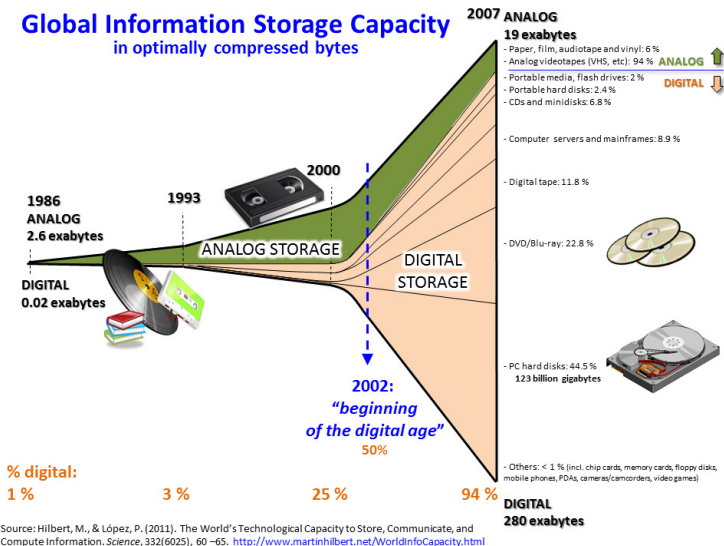 Global Information Storage Capacity
in optimally compressed bytes
2007 ANALOG
19 exabytes
- Paper, film, audiotape and vinyl: 6 %
- Analog videotapes (VHS, etc): 94 % ANALOG
- Portable media, flash drives: 2 %
DIGITAL
- Portable hard disks: 2.4 %
- CDs and minidisks: 6.8 %
- Computer servers and mainframes: 8.9 %
- Digital tape: 11.8 %
- DVD/Blu-ray: 22.8 %
- PC hard disks: 44.5 %
123 billion gigabytes
- Others: < 1 % (incl. chip cards, memory cards, floppy disks,
mobile phones, PDAs, cameras/camcorders, video games)
DIGITAL
280 exabytes
2000
1993
1986
ANALOG
2.6 exabytes
ANALOG STORAGE
DIGITAL
STORAGE
DIGITAL
0.02 exabytes
2002:
“beginning
of the digital age”
50%
% digital:
1 % 3 % 25 % 94 %
Source: Hilbert, M., & López, P. (2011). The World’s Technological Capacity to Store, Communicate, and
Compute Information. Science, 332(6025), 60 –65. http://www.martinhilbert.net/WorldInfoCapacity.html